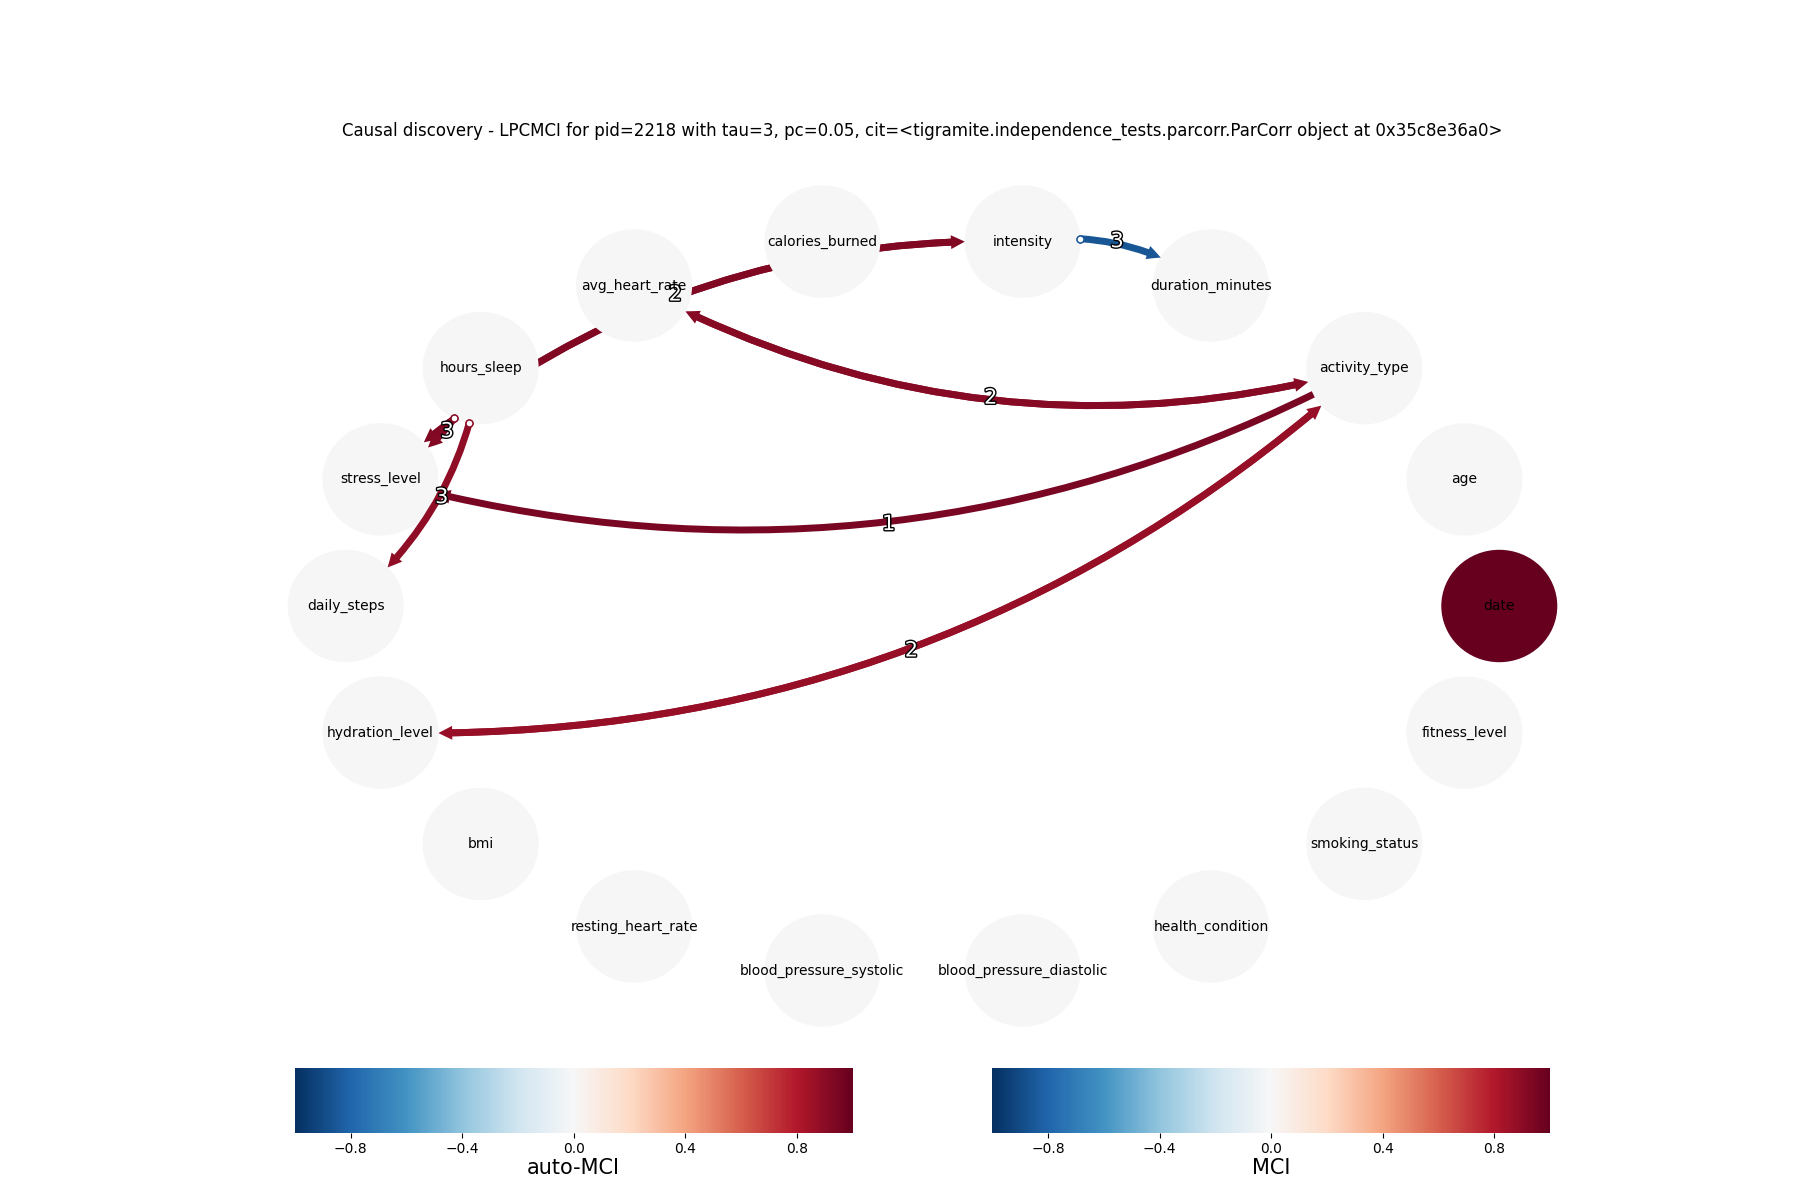 Causal discovery - LPCMCI for pid=2218 with tau=3, pc=0.05, cit=<tigramite.independence_tests.parcorr.ParCorr object at 0x35c8e36a0>
calories_burned
intensity
3
avg_heart_rate
2
duration_minutes
hours_sleep
activity_type
2
3
stress_level
age
3
1
daily_steps
date
2
hydration_level
fitness_level
bmi
smoking_status
resting_heart_rate
health_condition
blood_pressure_systolic
blood_pressure_diastolic
−0.8 −0.4 0.0 0.4 0.8
auto-MCI
−0.8 −0.4 0.0 0.4 0.8
MCI